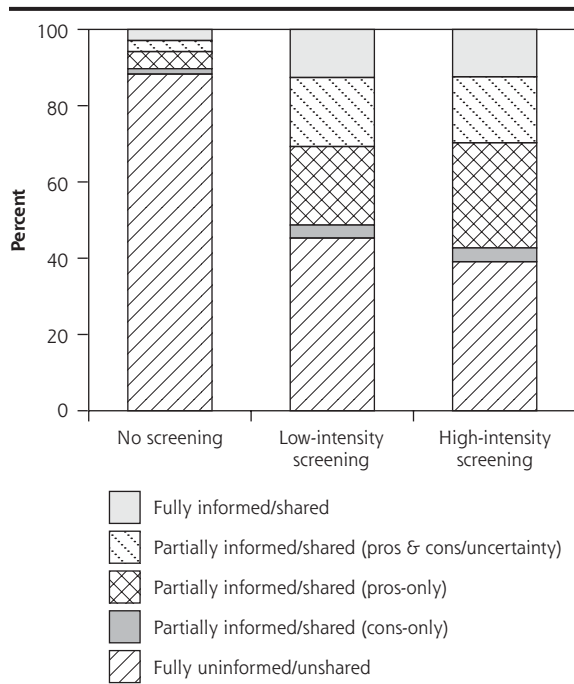 100
80
60
40
20
0
Percent
No screening
Low-intensity
screening
High-intensity
screening
Fully informed/shared
Partially informed/shared (pros & cons/uncertainty)
Partially informed/shared (pros-only)
Partially informed/shared (cons-only)
Fully uninformed/unshared